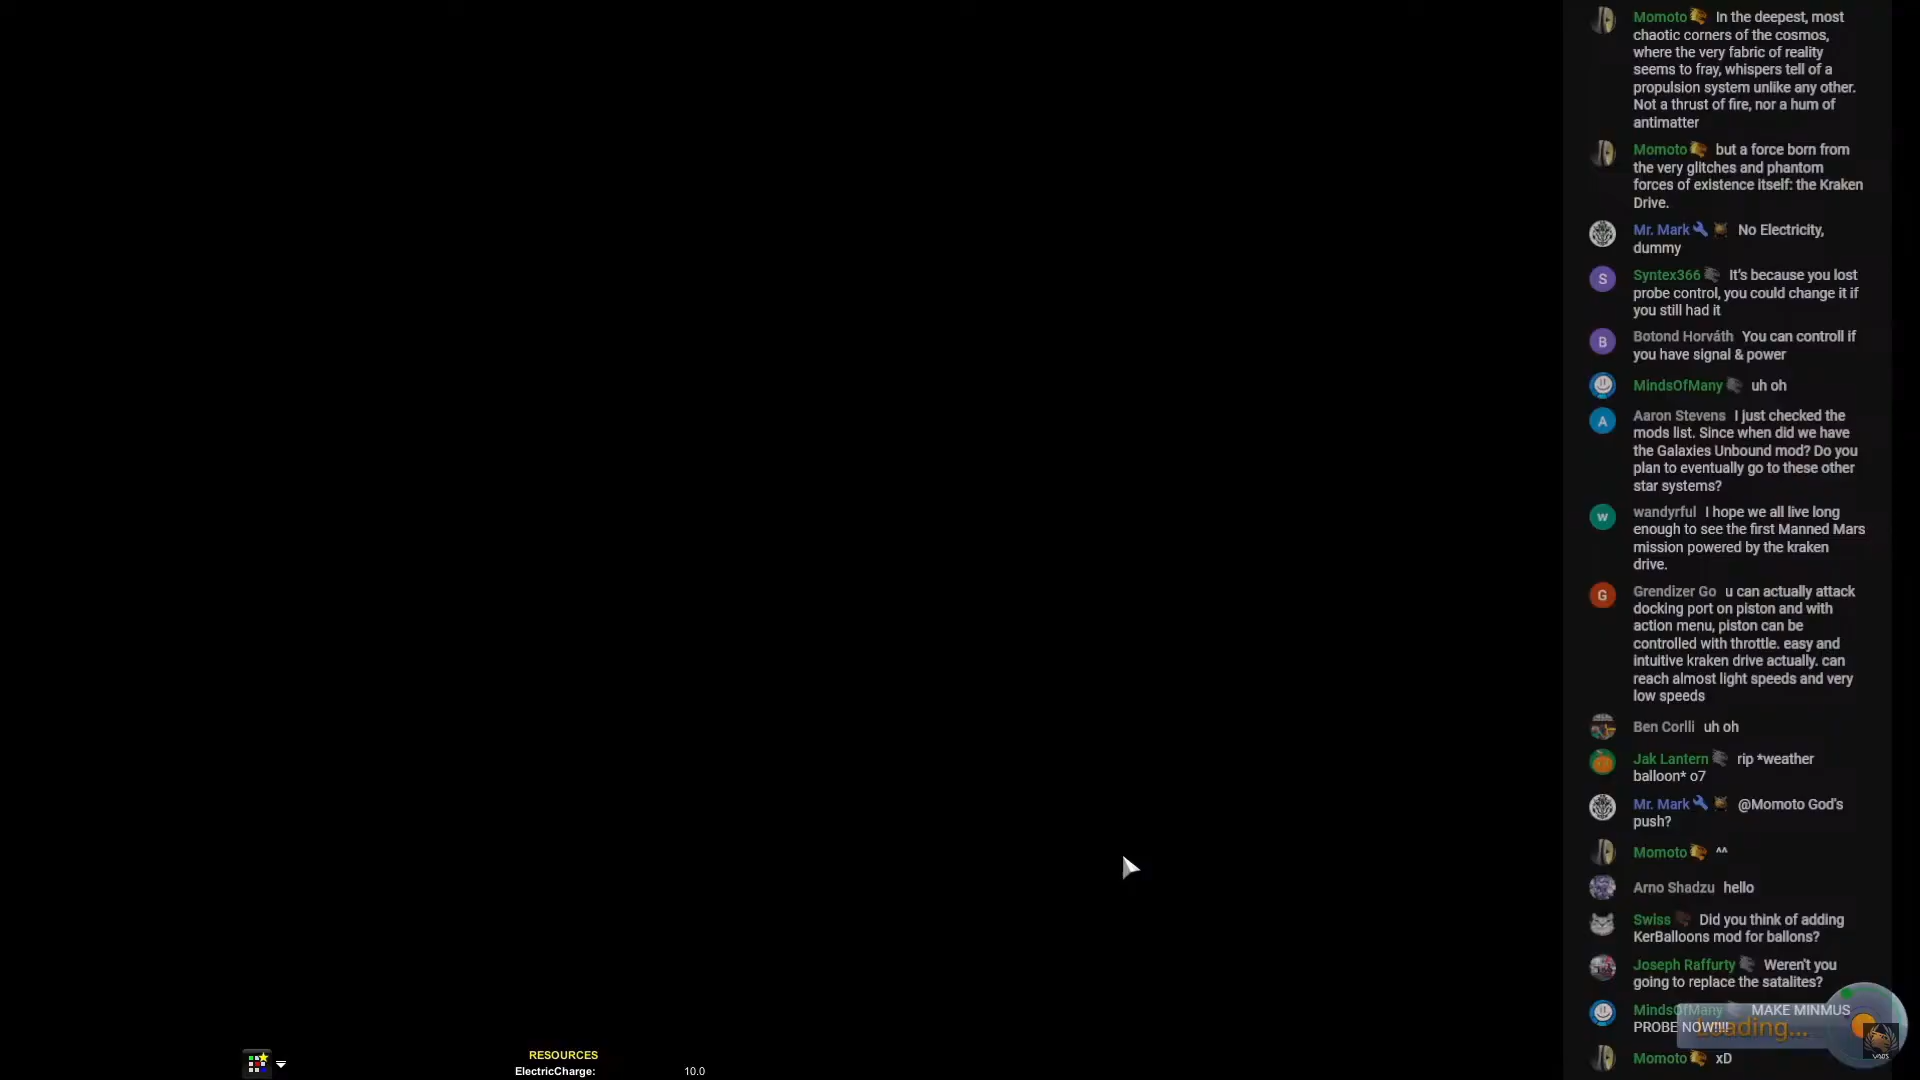 Momoto In the deepest, most
chaotic corners of the cosmos,
where the very fabric of reality
seems to fray, whispers tell of a
propulsion system unlike any other.
Not a thrust of fire, nor a hum of
antimatter
Momoto but a force born from
the very glitches and phantom
forces of existence itself: the Kraken
Drive.
Mr. Mark No Electricity,
dummy
S Syntex366 It's because you lost
probe control, you could change it if
you still had it
B Botond Horváth You can controll if
you have signal & power
MindsOfMany uh oh
A Aaron Stevens I just checked the
mods list. Since when did we have
the Galaxies Unbound mod? Do you
plan to eventually go to these other
star systems?
w wandyrful I hope we all live long
enough to see the first Manned Mars
mission powered by the kraken
drive.
G Grendizer Go u can actually attack
docking port on piston and with
action menu, piston can be
controlled with throttle. easy and
intuitive kraken drive actually. can
reach almost light speeds and very
low speeds
Ben Corlli uh oh
Jak Lantern rip *weather
balloon* o7
Mr. Mark @Momoto God's
push?
Momoto ^^
Arno Shadzu hello
Swiss Did you think of adding
KerBalloons mod for ballons?
Joseph Raffurty Weren't you
going to replace the satalites?
MindsOfMany MAKE MINMUS
PROBE NOW!!!!
Loading...
VAOS
Momoto xD
RESOURCES
ElectricCharge: 10.0